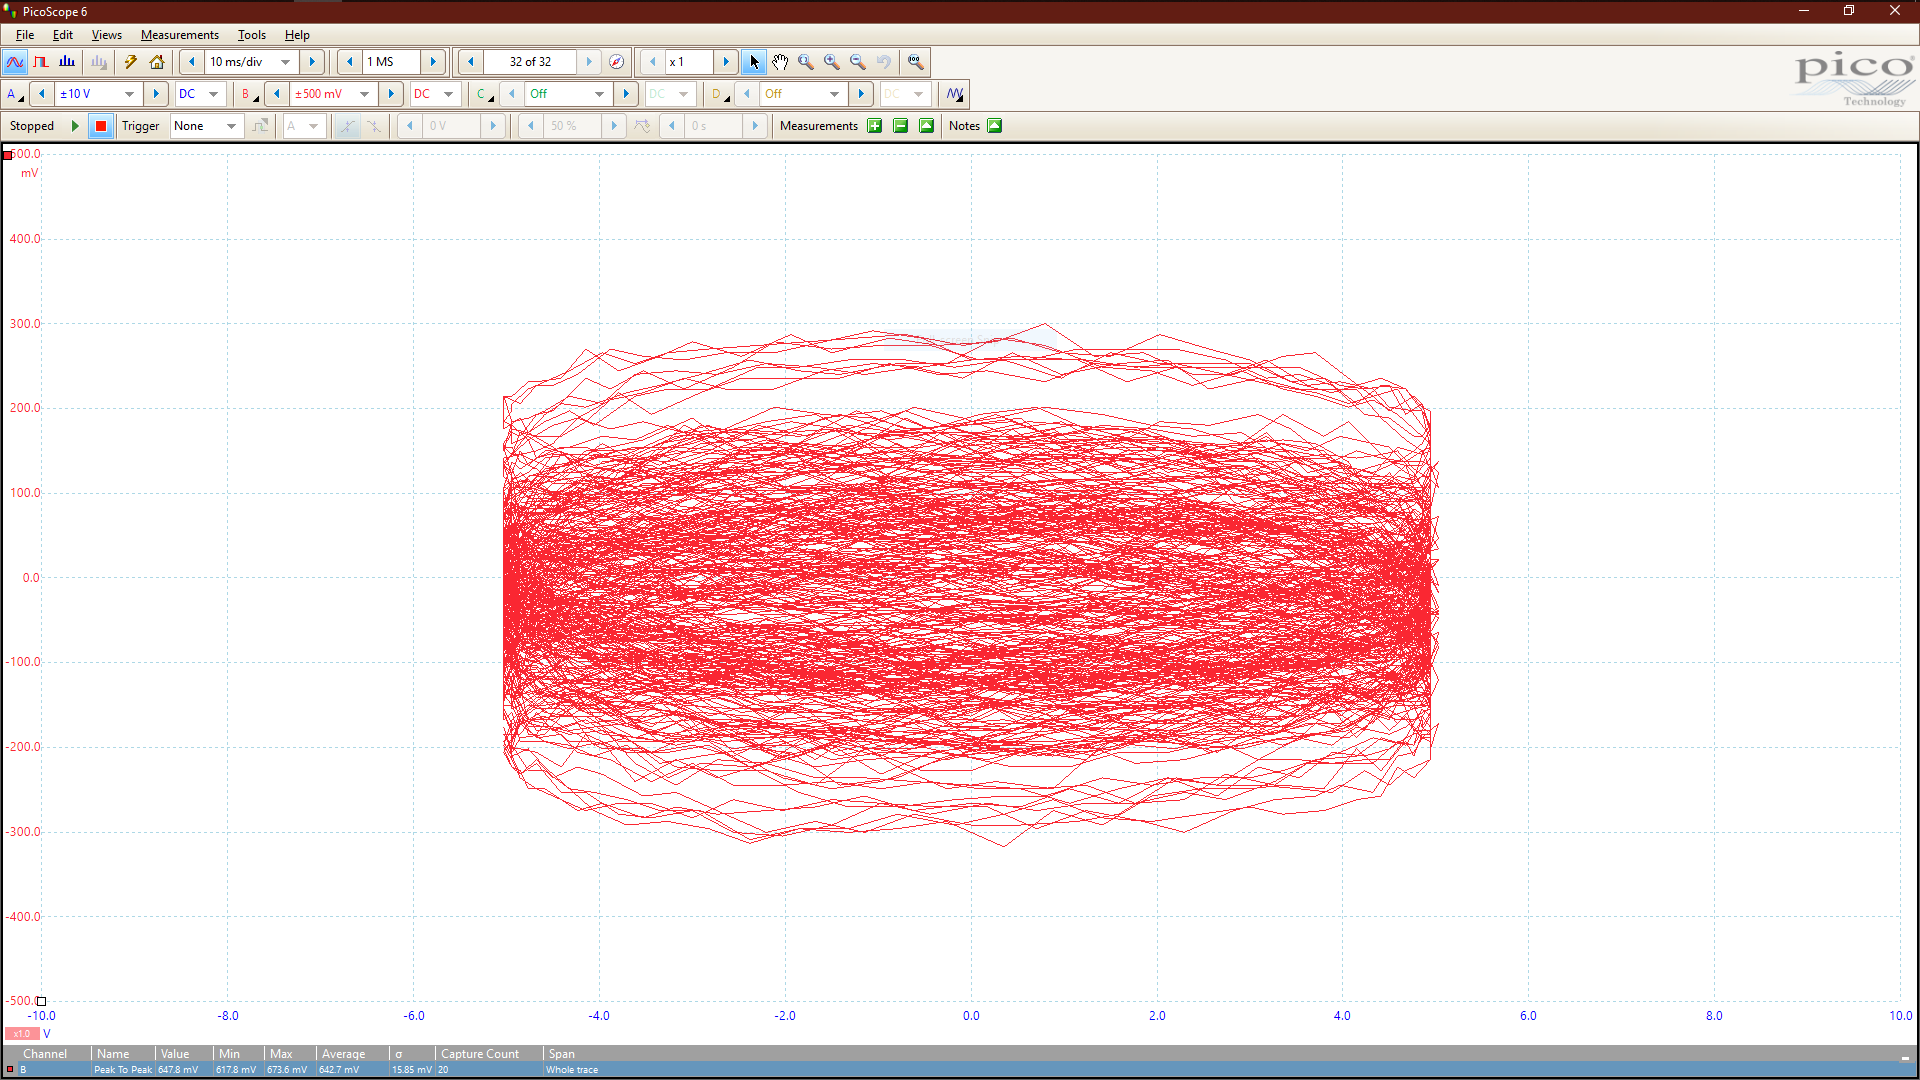 PicoScope 6
File Edit Views Measurements Tools Help
10 ms/div 1 MS 32 of 32 x 1
pico
Technology
A ±10 V DC B ±500 mV DC C Off DC D Off DC
Stopped Trigger None A 0 V 50 % 0 s Measurements Notes
500.0
mV
400.0
300.0
200.0
100.0
0.0
-100.0
-200.0
-300.0
-400.0
-500.0
-10.0 -8.0 -6.0 -4.0 -2.0 0.0 2.0 4.0 6.0 8.0 10.0
x1.0 V
Channel Name Value Min Max Average σ Capture Count Span
B Peak To Peak 647.8 mV 617.8 mV 673.6 mV 642.7 mV 15.85 mV 20 Whole trace